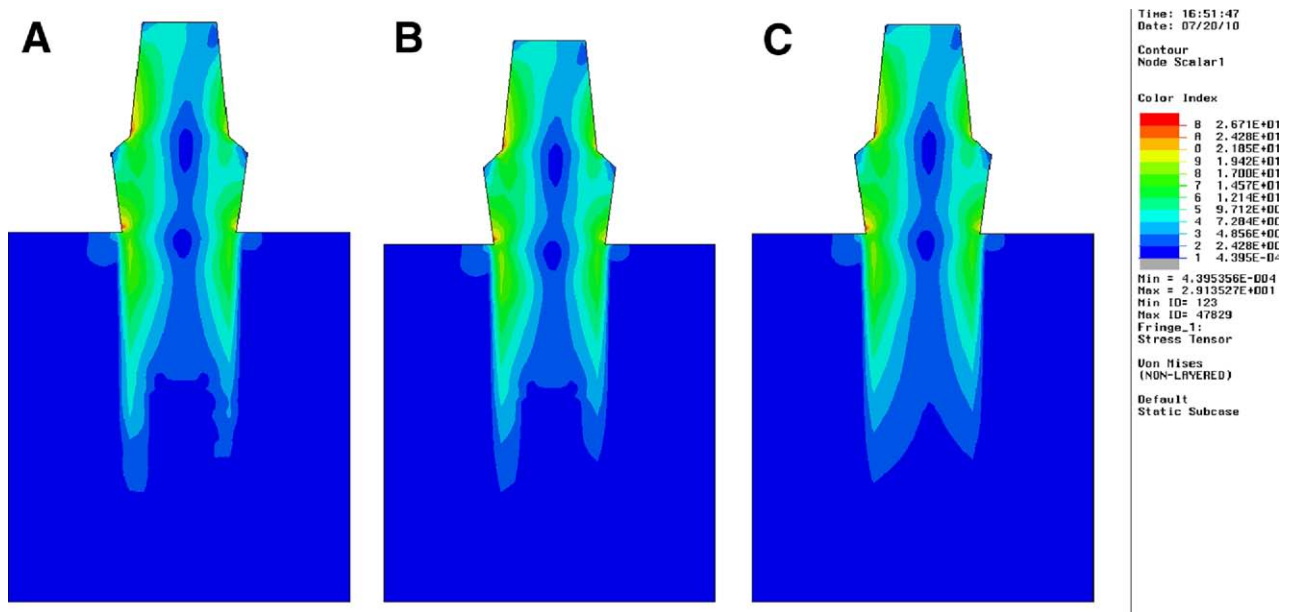 A
B
C
Time: 16:51:47
Date: 07/20/10
Contour
Node Scalar1
Color Index
B 2.671E+01
A 2.428E+01
0 2.185E+01
9 1.942E+01
8 1.700E+01
7 1.457E+01
6 1.214E+01
5 9.712E+00
4 7.284E+00
3 4.856E+00
2 2.428E+00
1 4.395E-04
Min = 4.395356E-004
Max = 2.913527E+001
Min ID= 123
Max ID= 47829
Fringe_1:
Stress Tensor
Von Mises
(NON-LAYERED)
Default
Static Subcase